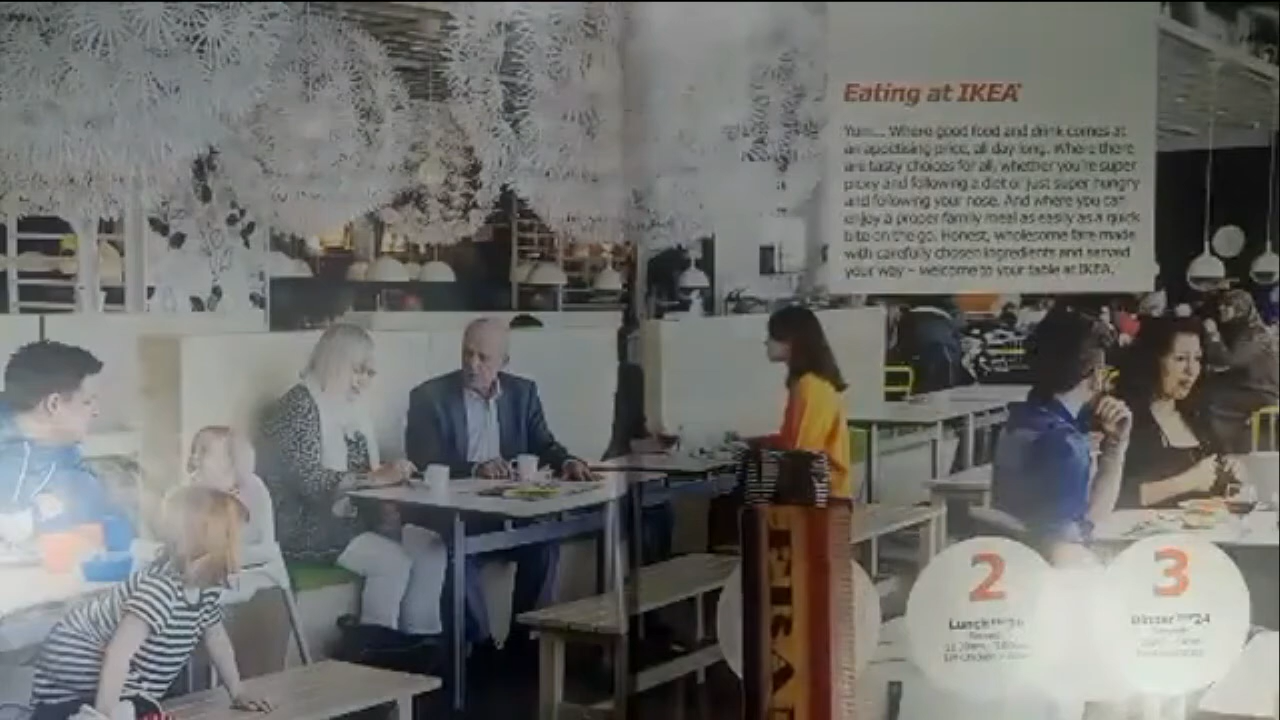 Eating at IKEA
Yum... Where good food and drink comes at
an appetising price, all day long. Where there
are tasty choices for all, whether you're super
and following a diet or just super hungry
and following your nose. And where you can
enjoy a proper family meal as easily as a quick
bite on the go. Honest, wholesome fare made
with carefully chosen ingredients and served
your way – welcome to your table at IKEA.
2
Lunch
3
Dinner